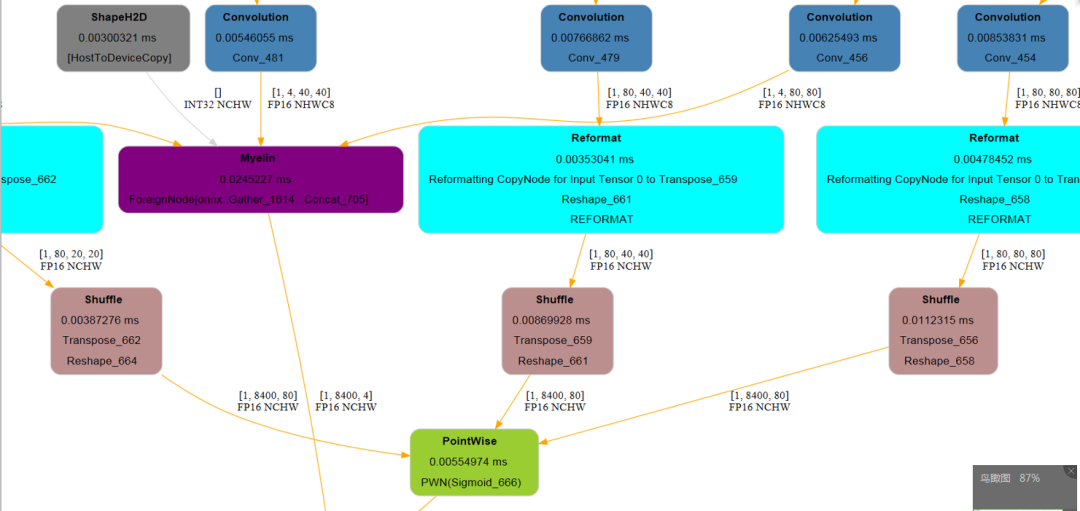 ShapeH2D
0.00300321 ms
[HostToDeviceCopy]
Convolution
0.00546055 ms
Conv_481
Convolution
0.00766862 ms
Conv_479
Convolution
0.00625493 ms
Conv_456
Convolution
0.00853831 ms
Conv_454
[]
INT32 NCHW
[1, 4, 40, 40]
FP16 NHWC8
[1, 80, 40, 40]
FP16 NHWC8
[1, 4, 80, 80]
FP16 NHWC8
[1, 80, 80, 80]
FP16 NHWC8
spose_662
Myelin
0.0245227 ms
ForeignNode[onnx::Gather_1614...Concat_705]
Reformat
0.00353041 ms
Reformatting CopyNode for Input Tensor 0 to Transpose_659
Reshape_661
REFORMAT
Reformat
0.00478452 ms
Reformatting CopyNode for Input Tensor 0 to Tran
Reshape_658
REFORMAT
[1, 80, 20, 20]
FP16 NCHW
[1, 80, 40, 40]
FP16 NCHW
[1, 80, 80, 80]
FP16 NCHW
Shuffle
0.00387276 ms
Transpose_662
Reshape_664
Shuffle
0.00869928 ms
Transpose_659
Reshape_661
Shuffle
0.0112315 ms
Transpose_656
Reshape_658
[1, 8400, 80]
FP16 NCHW
[1, 8400, 4]
FP16 NCHW
[1, 8400, 80]
FP16 NCHW
[1, 8400, 80]
FP16 NCHW
PointWise
0.00554974 ms
PWN(Sigmoid_666)
鸟瞰图 87%